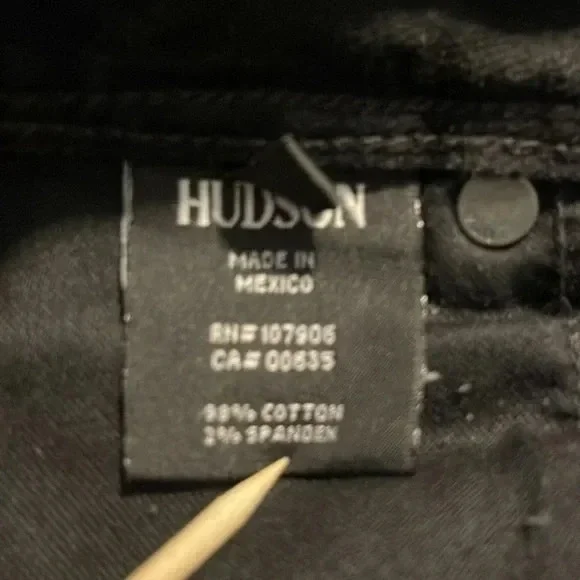 HUDSON
MADE IN
MEXICO
RN# 107906
CA# 00635
98% COTTON
2% SPANDEX